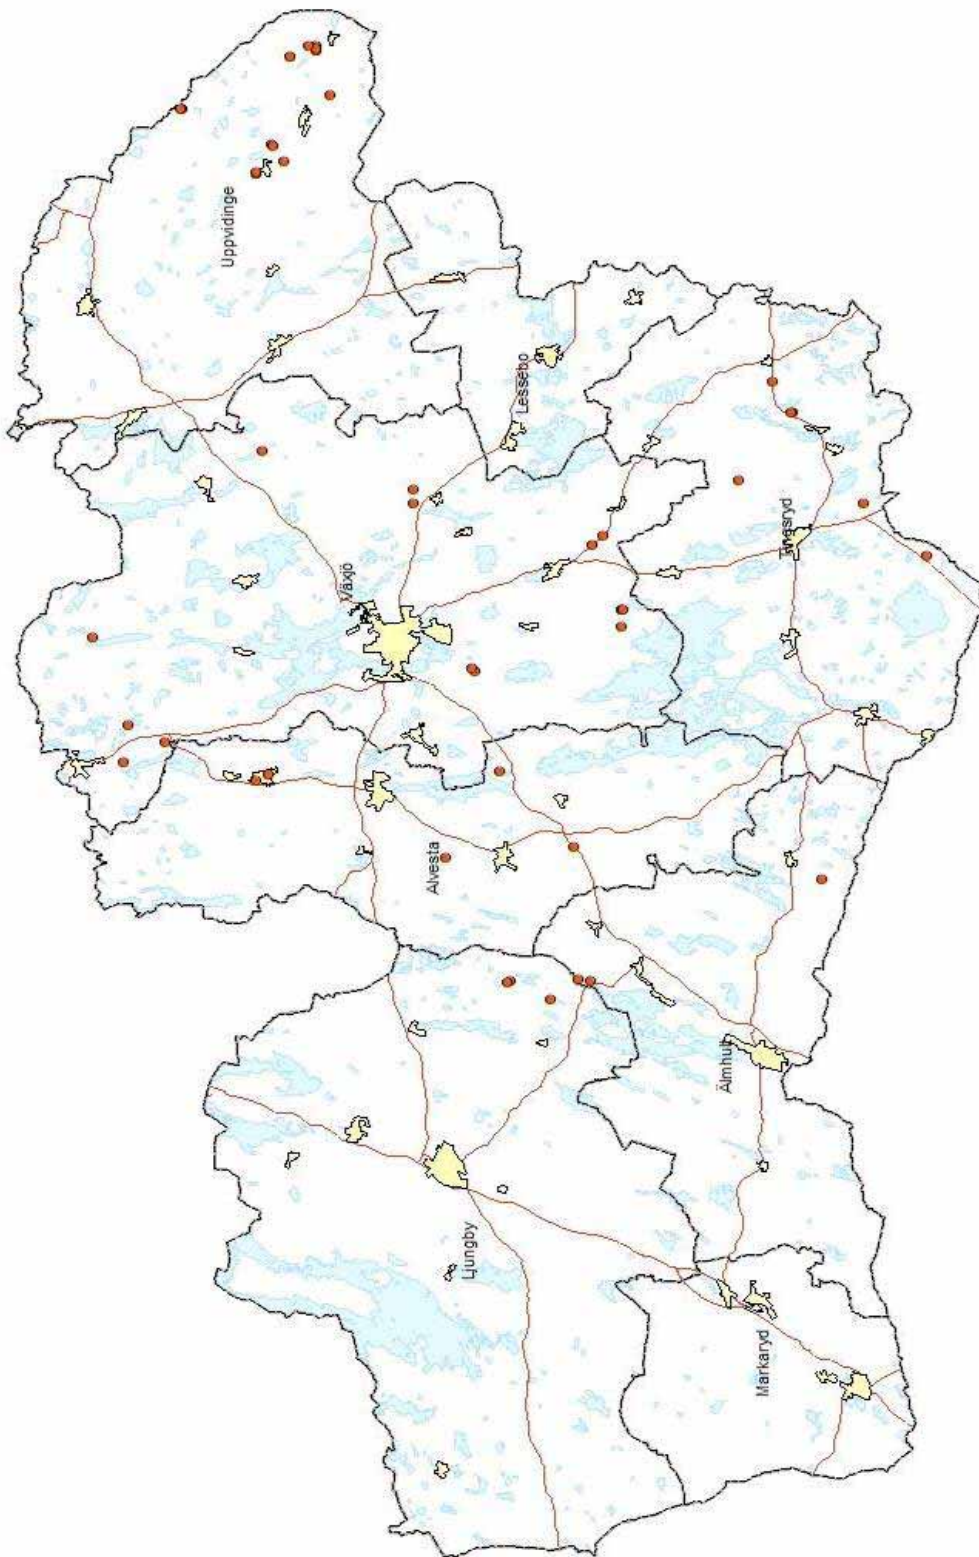 Uppvidinge
Lessebo
Växjö
Tingsryd
Alvesta
Älmhult
Ljungby
Markaryd